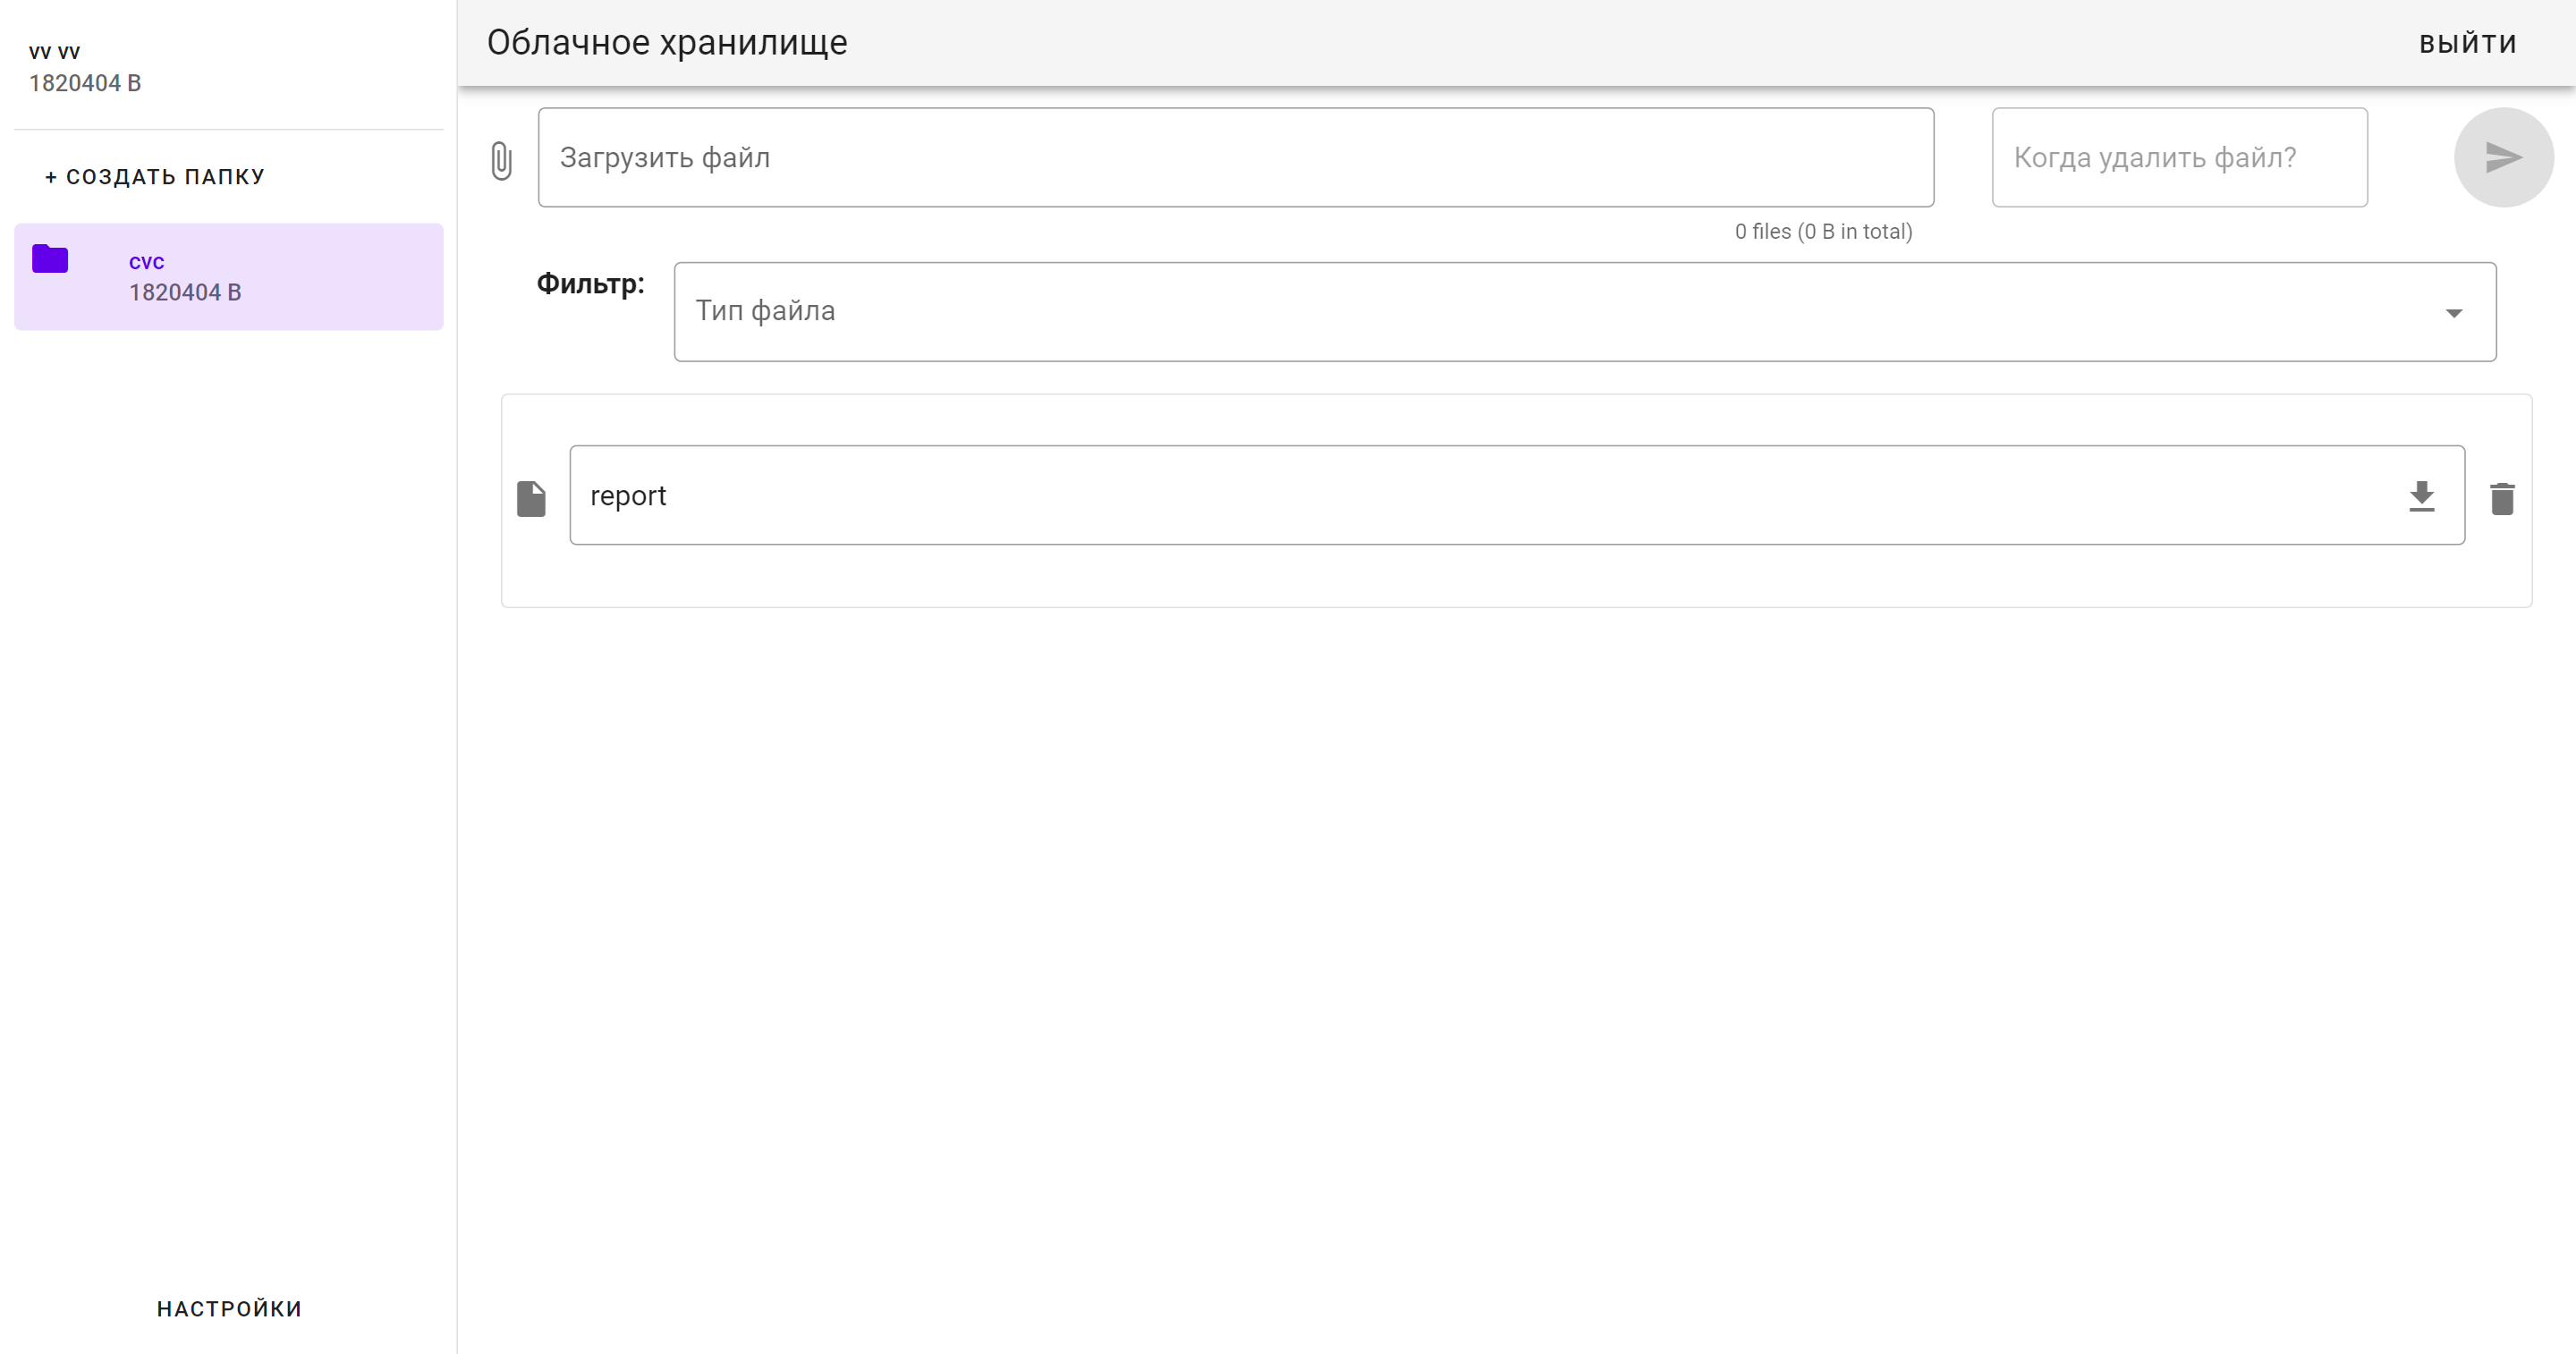 vv vv
1820404 B
+ СОЗДАТЬ ПАПКУ
cvc
1820404 B
НАСТРОЙКИ
Облачное хранилище
ВЫЙТИ
Загрузить файл
Когда удалить файл?
0 files (0 B in total)
Фильтр:
Тип файла
report